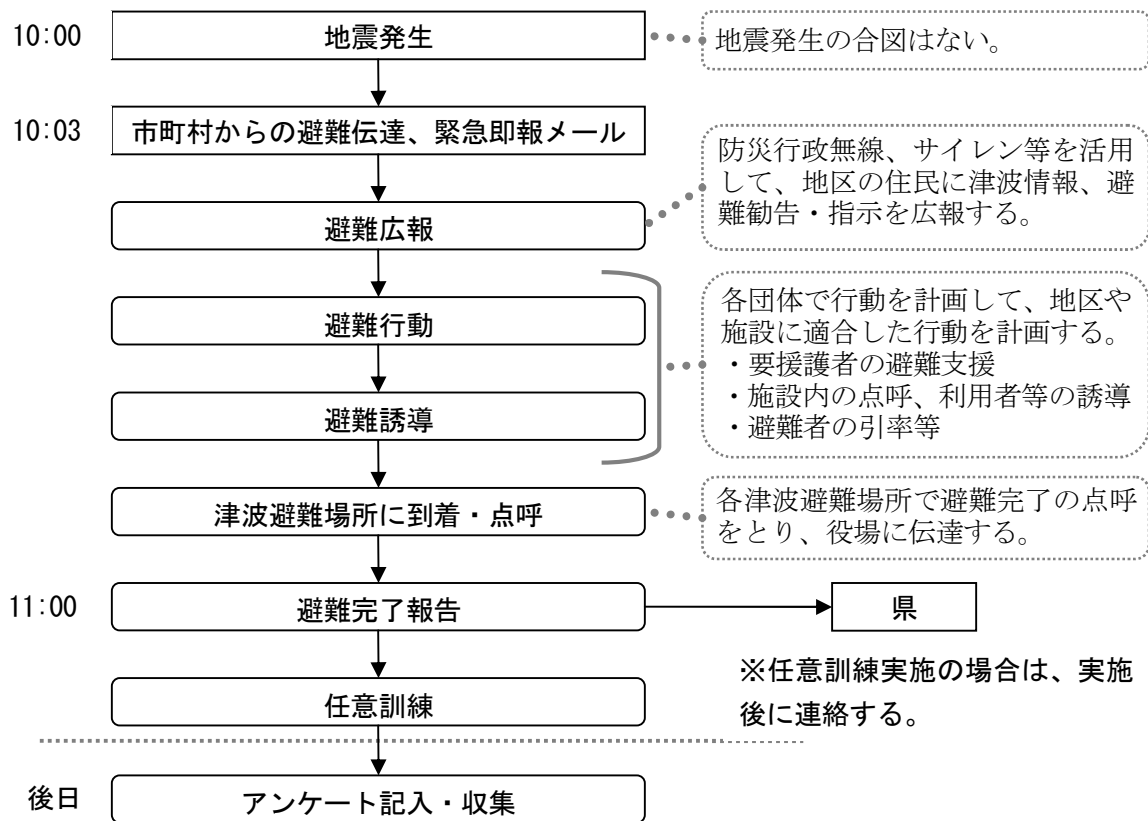 10:00
地震発生
地震発生の合図はない。
10:03
市町村からの避難伝達、緊急即報メール
防災行政無線、サイレン等を活用
して、地区の住民に津波情報、避
難勧告・指示を広報する。
避難広報
避難行動
各団体で行動を計画して、地区や
施設に適合した行動を計画する。
・要援護者の避難支援
・施設内の点呼、利用者等の誘導
・避難者の引率等
避難誘導
津波避難場所に到着・点呼
各津波避難場所で避難完了の点呼
をとり、役場に伝達する。
11:00
避難完了報告
県
※任意訓練実施の場合は、実施
後に連絡する。
任意訓練
後日
アンケート記入・収集